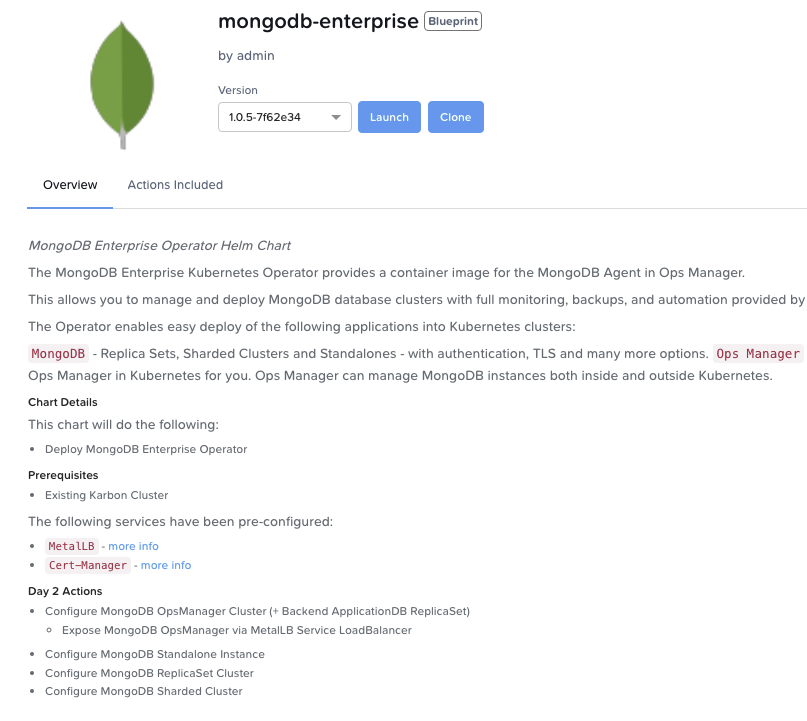 mongodb-enterprise Blueprint
by admin
Version
1.0.5-7f62e34 Launch Clone
Overview Actions Included
MongoDB Enterprise Operator Helm Chart
The MongoDB Enterprise Kubernetes Operator provides a container image for the MongoDB Agent in Ops Manager.
This allows you to manage and deploy MongoDB database clusters with full monitoring, backups, and automation provided by
The Operator enables easy deploy of the following applications into Kubernetes clusters:
MongoDB - Replica Sets, Sharded Clusters and Standalones - with authentication, TLS and many more options. Ops Manager
Ops Manager in Kubernetes for you. Ops Manager can manage MongoDB instances both inside and outside Kubernetes.
Chart Details
This chart will do the following:
• Deploy MongoDB Enterprise Operator
Prerequisites
• Existing Karbon Cluster
The following services have been pre-configured:
• MetalLB - more info
• Cert-Manager - more info
Day 2 Actions
• Configure MongoDB OpsManager Cluster (+ Backend ApplicationDB ReplicaSet)
◦ Expose MongoDB OpsManager via MetalLB Service LoadBalancer
• Configure MongoDB Standalone Instance
• Configure MongoDB ReplicaSet Cluster
• Configure MongoDB Sharded Cluster